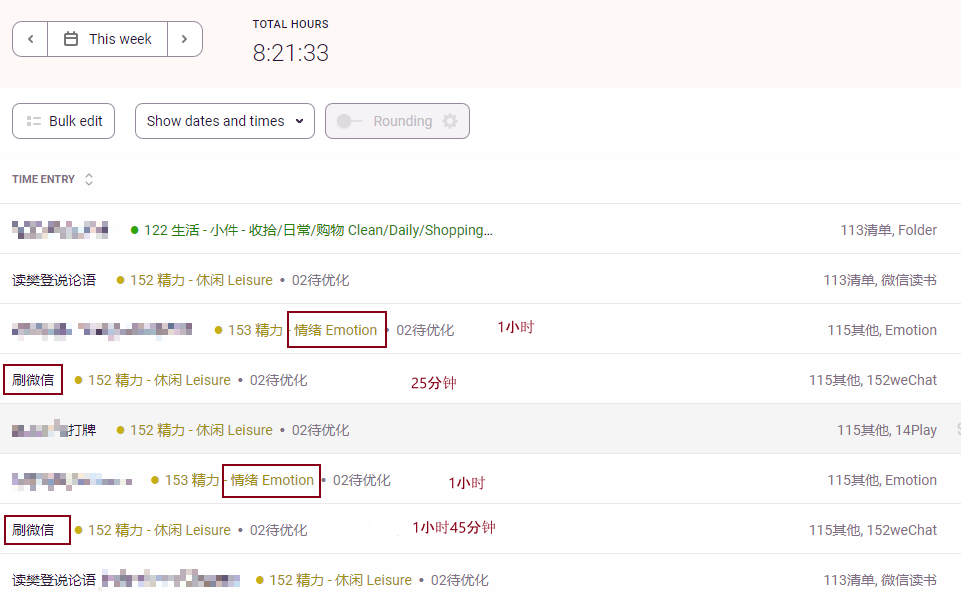 This week
TOTAL HOURS
8:21:33
Bulk edit
Show dates and times
Rounding
TIME ENTRY
122 生活 - 小件 - 收拾/日常/购物 Clean/Daily/Shopping... 113清单, Folder
读樊登说论语 152 精力 - 休闲 Leisure • 02待优化 113清单, 微信读书
153 精力 - 情绪 Emotion • 02待优化 1小时 115其他, Emotion
刷微信 152 精力 - 休闲 Leisure • 02待优化 25分钟 115其他, 152weChat
打牌 152 精力 - 休闲 Leisure • 02待优化 115其他, 14Play
153 精力 - 情绪 Emotion • 02待优化 1小时 115其他, Emotion
刷微信 152 精力 - 休闲 Leisure • 02待优化 1小时45分钟 115其他, 152weChat
读樊登说论语 152 精力 - 休闲 Leisure • 02待优化 113清单, 微信读书